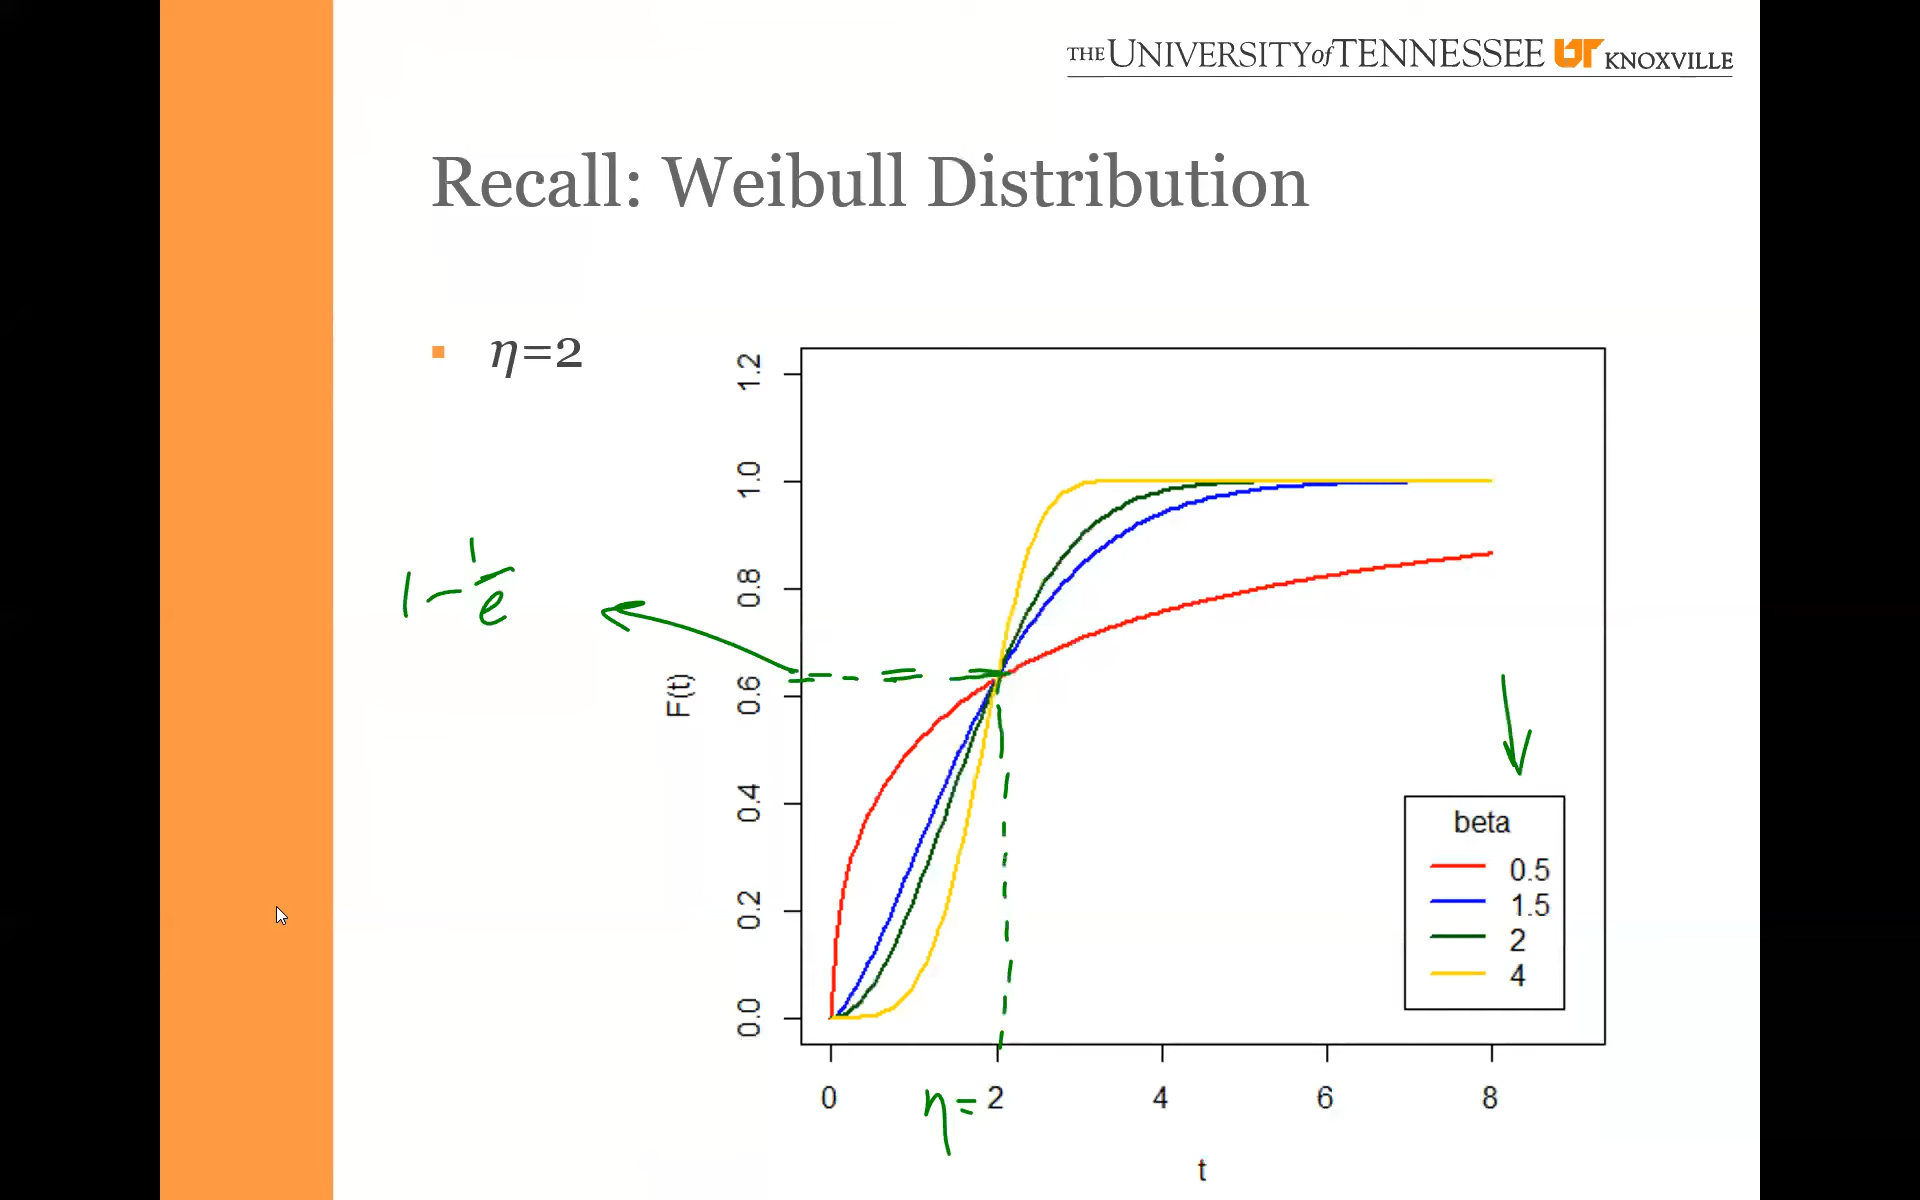 THE UNIVERSITY of TENNESSEE UT KNOXVILLE
Recall: Weibull Distribution
▪ η=2
1 - 1/e
F(t)
1.2
1.0
0.8
0.6
0.4
0.2
0.0
beta
0.5
1.5
2
4
0 η= 2 4 6 8
t